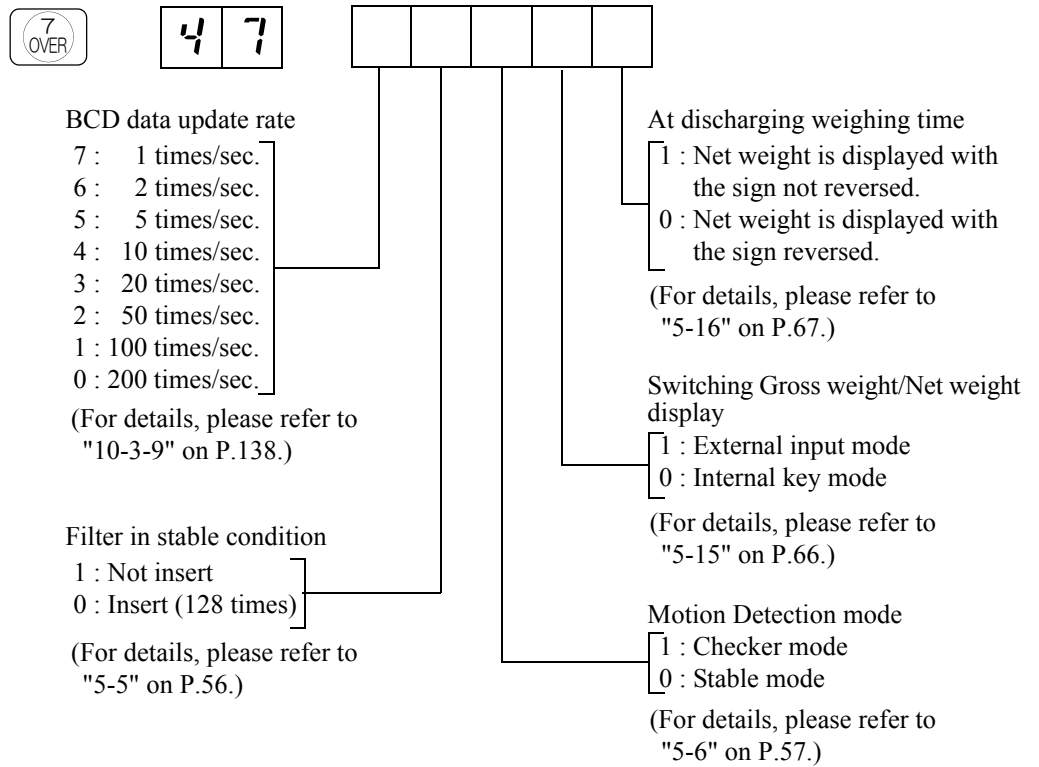 7
OVER
4 7
BCD data update rate
7 : 1 times/sec.
6 : 2 times/sec.
5 : 5 times/sec.
4 : 10 times/sec.
3 : 20 times/sec.
2 : 50 times/sec.
1 : 100 times/sec.
0 : 200 times/sec.
(For details, please refer to
"10-3-9" on P.138.)
Filter in stable condition
1 : Not insert
0 : Insert (128 times)
(For details, please refer to
"5-5" on P.56.)
At discharging weighing time
1 : Net weight is displayed with
the sign not reversed.
0 : Net weight is displayed with
the sign reversed.
(For details, please refer to
"5-16" on P.67.)
Switching Gross weight/Net weight
display
1 : External input mode
0 : Internal key mode
(For details, please refer to
"5-15" on P.66.)
Motion Detection mode
1 : Checker mode
0 : Stable mode
(For details, please refer to
"5-6" on P.57.)